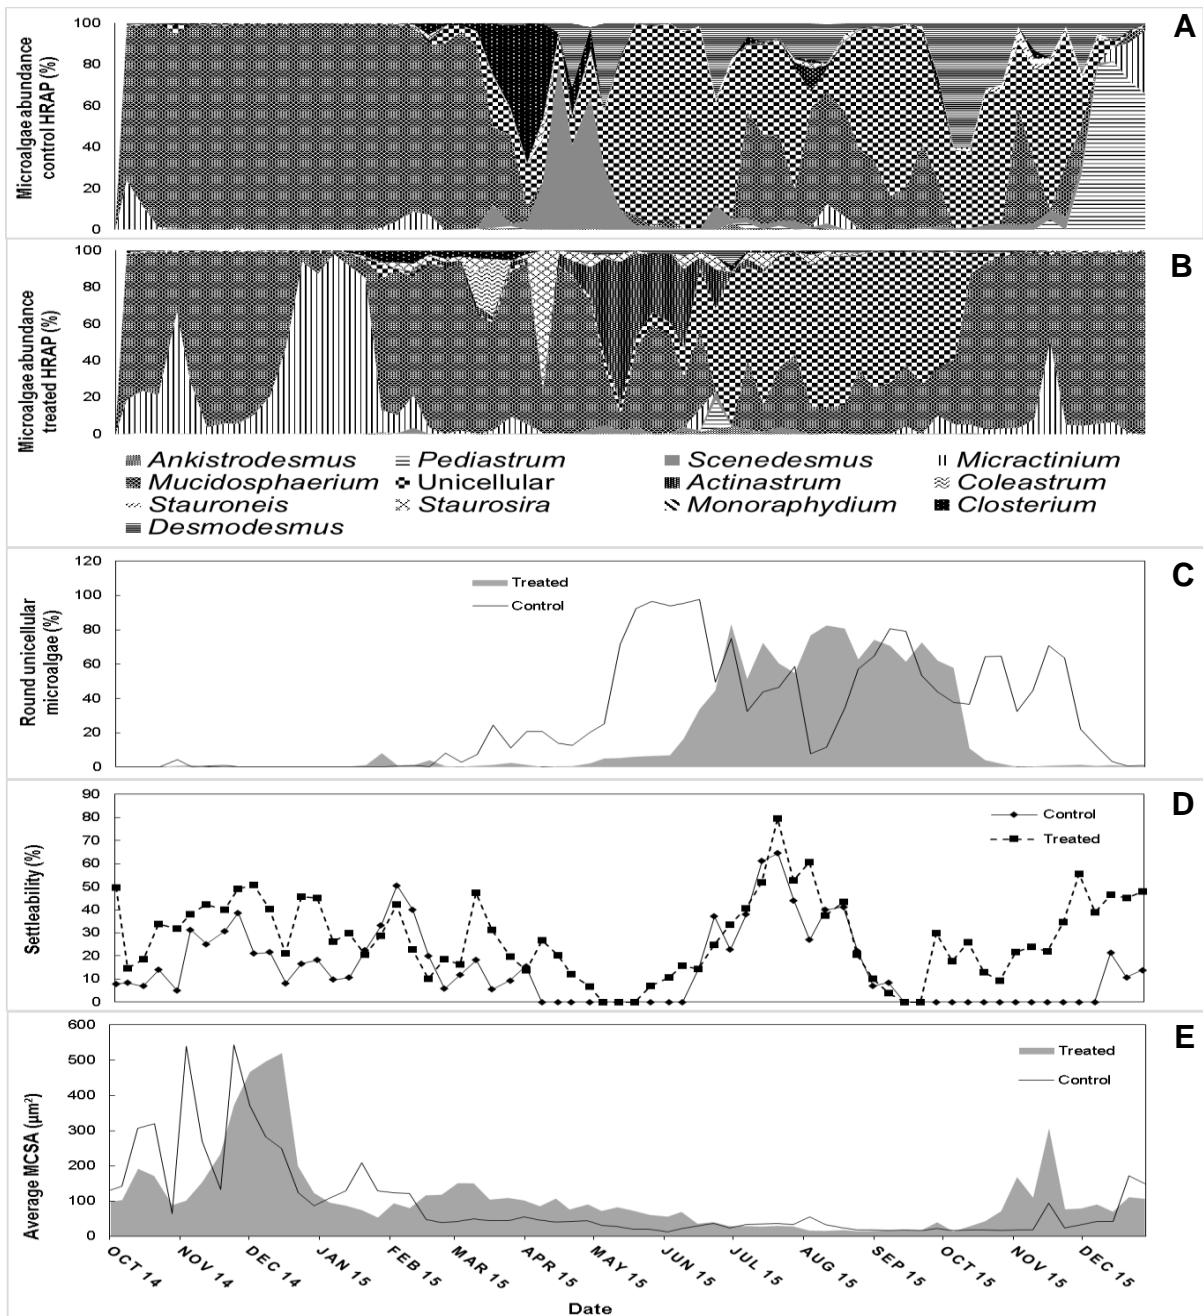 A
Microalgae abundance
control HRAP (%)
100
80
60
40
20
0
B
Microalgae abundance
treated HRAP (%)
100
80
60
40
20
0
Ankistrodesmus Pediastrum Scenedesmus Micractinium
Mucidosphaerium Unicellular Actinastrum Coleastrum
Stauroneis Staurosira Monoraphydium Closterium
Desmodesmus
C
Round unicellular
microalgae (%)
120
100
80
60
40
20
0
Treated
Control
D
Settleability (%)
90
80
70
60
50
40
30
20
10
0
Control
Treated
E
Average MCSA (µm²)
600
500
400
300
200
100
0
Treated
Control
OCT 14 NOV 14 DEC 14 JAN 15 FEB 15 MAR 15 APR 15 MAY 15 JUN 15 JUL 15 AUG 15 SEP 15 OCT 15 NOV 15 DEC 15
Date